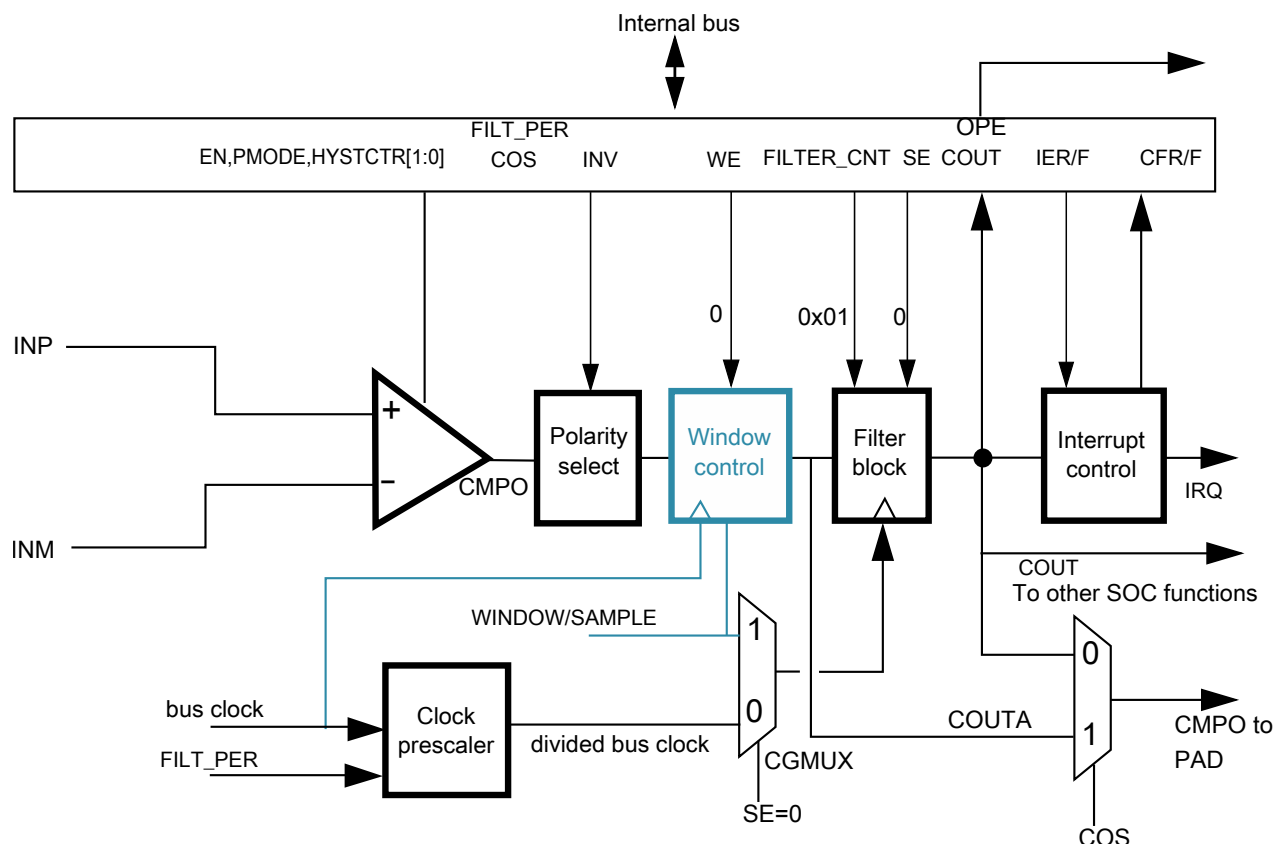 Internal bus
OPE
FILT_PER
EN,PMODE,HYSTCTR[1:0]
COS
INV
WE
FILTER_CNT
SE
COUT
IER/F
CFR/F
0
0x01
0
INP
+
Polarity
select
Window
control
Filter
block
Interrupt
control
−
CMPO
IRQ
INM
COUT
To other SOC functions
WINDOW/SAMPLE
1
0
bus clock
Clock
prescaler
0
divided bus clock
COUTA
1
CMPO to
PAD
FILT_PER
CGMUX
SE=0
COS